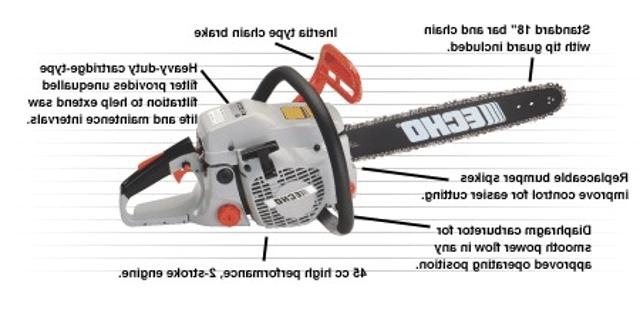 Inertia type chain brake
Standard 18" bar and chain
with tip guard included.
Heavy-duty cartridge-type
filter provides unequalled
filtration to help extend saw
life and maintenance intervals.
ECHO
ECHO
Replaceable bumper spikes
improve control for easier cutting.
Diaphragm carburetor for
smooth power flow in any
approved operating position.
45 cc high performance, 2-stroke engine.